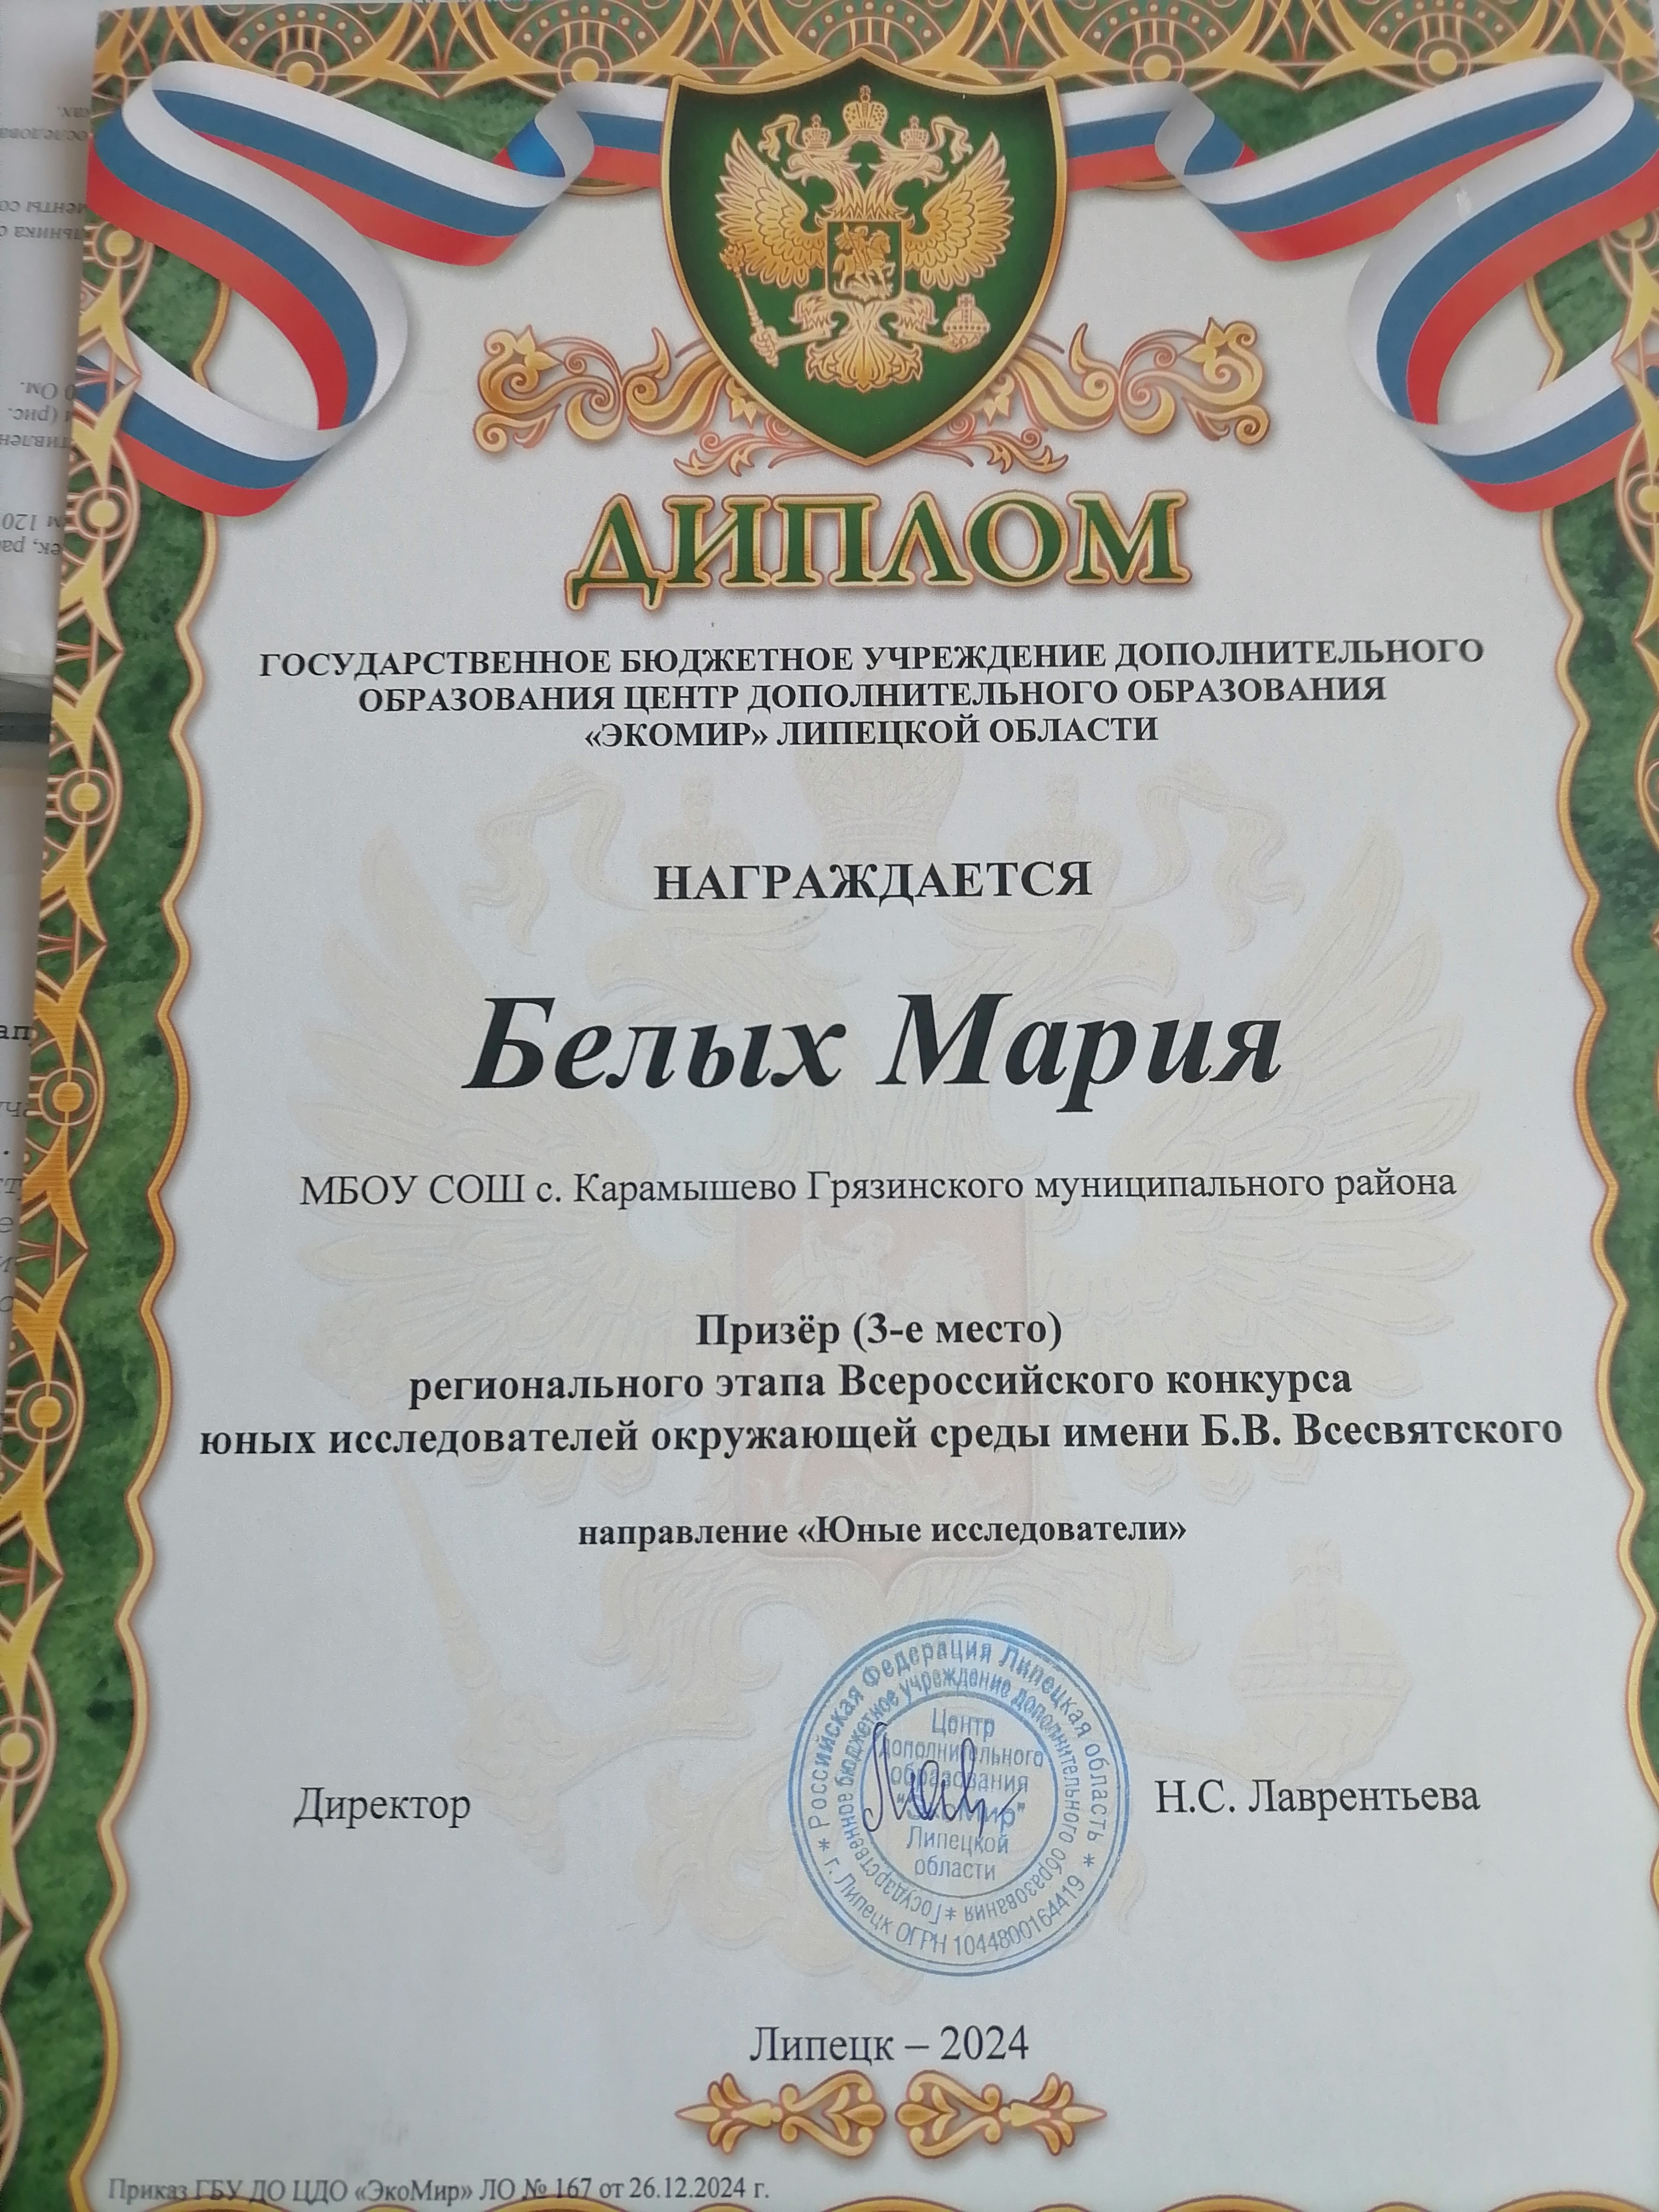 ДИПЛОМ
ГОСУДАРСТВЕННОЕ БЮДЖЕТНОЕ УЧРЕЖДЕНИЕ ДОПОЛНИТЕЛЬНОГО
ОБРАЗОВАНИЯ ЦЕНТР ДОПОЛНИТЕЛЬНОГО ОБРАЗОВАНИЯ
«ЭКОМИР» ЛИПЕЦКОЙ ОБЛАСТИ
НАГРАЖДАЕТСЯ
Белых Мария
МБОУ СОШ с. Карамышево Грязинского муниципального района
Призёр (3-е место)
регионального этапа Всероссийского конкурса
юных исследователей окружающей среды имени Б.В. Всесвятского
направление «Юные исследователи»
Директор
Российская Федерация Липецкая область
* г. Липецк ОГРН 1044800164419 *
Государственное бюджетное учреждение дополнительного образования *
Центр
дополнительного
образования
"ЭкоМир"
Липецкой
области
Н.С. Лаврентьева
Липецк – 2024
Приказ ГБУ ДО ЦДО «ЭкоМир» ЛО № 167 от 26.12.2024 г.